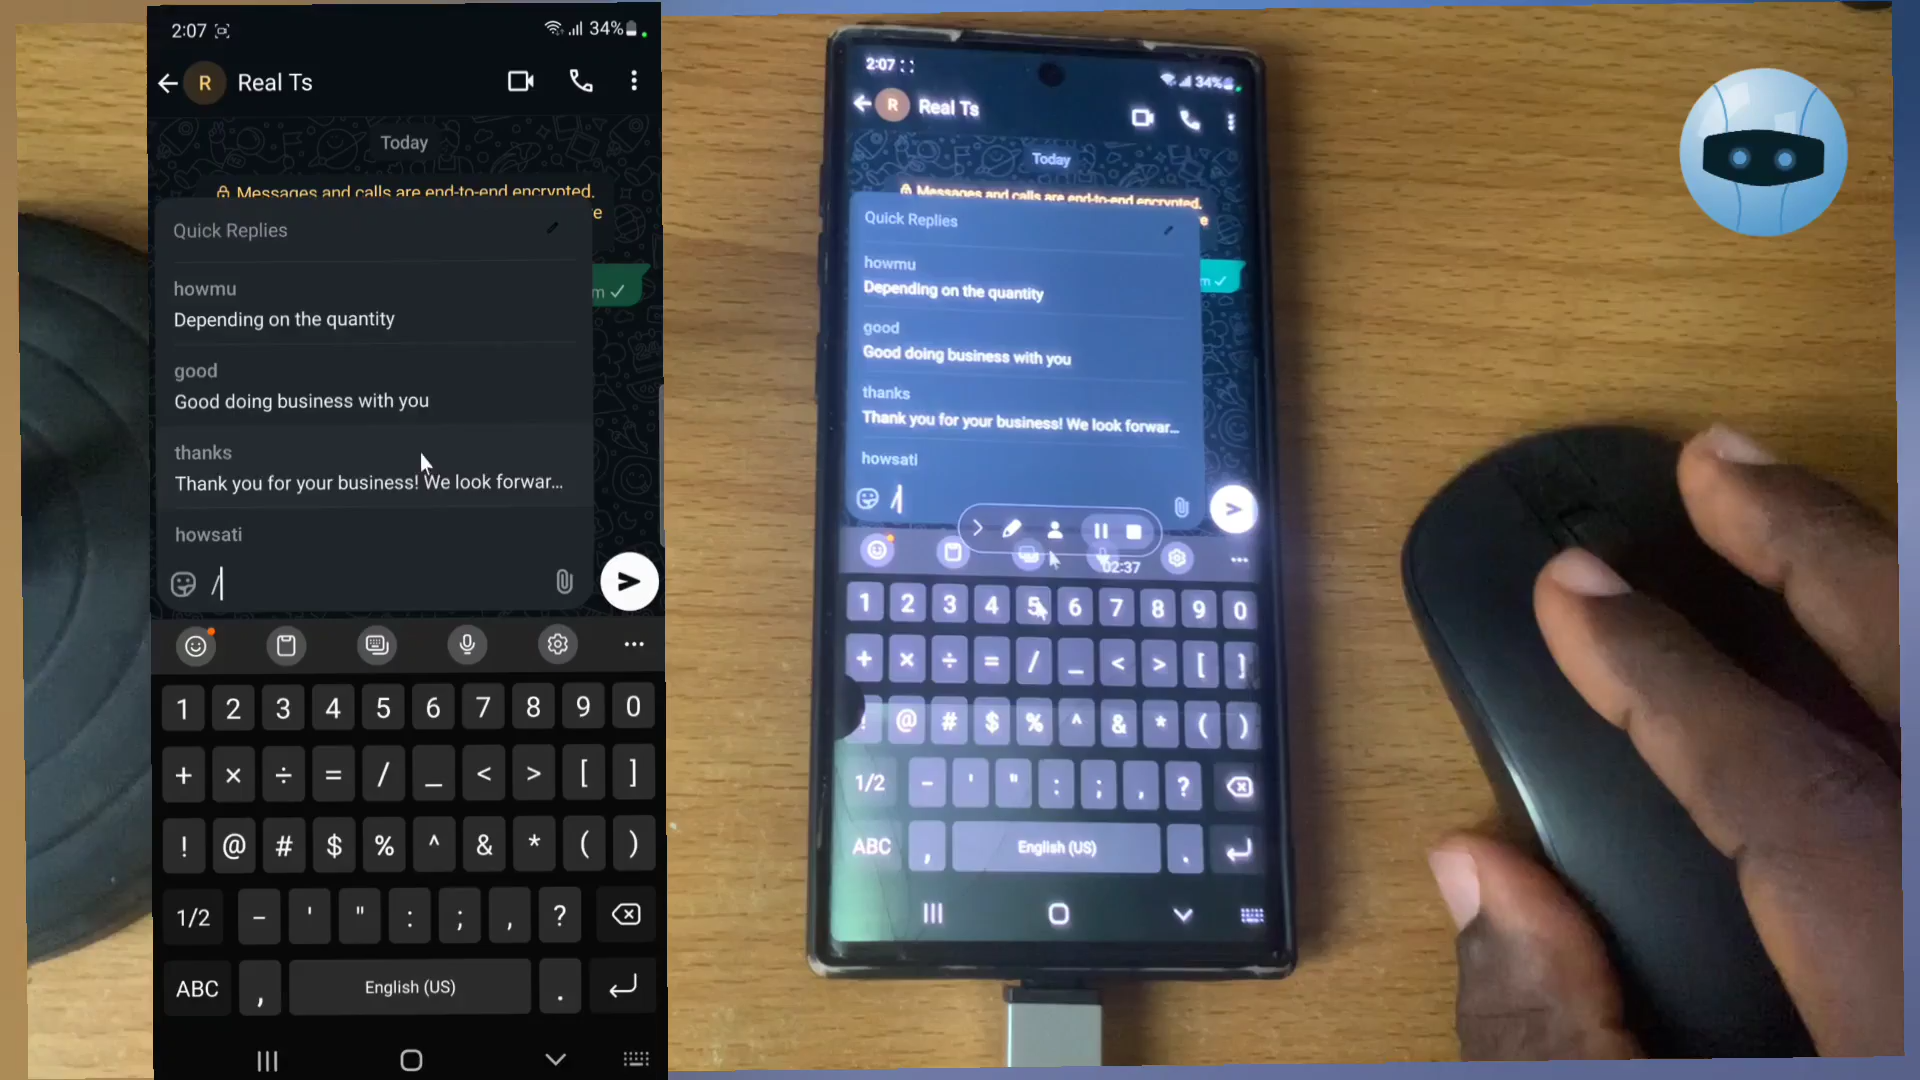 2:07
34%
R
Real Ts
Today
Messages and calls are end-to-end encrypted.
e
Quick Replies
howmu
Depending on the quantity
good
Good doing business with you
thanks
Thank you for your business! We look forwar...
howsati
/
1 2 3 4 5 6 7 8 9 0
+ × ÷ = / _ < > [ ]
! @ # $ % ^ & * ( )
1/2 - ' " : ; , ?
ABC , English (US) .
2:07
34%
R
Real Ts
Today
Messages and calls are end-to-end encrypted.
e
Quick Replies
howmu
Depending on the quantity
good
Good doing business with you
thanks
Thank you for your business! We look forwar...
howsati
/
02:37
1 2 3 4 5 6 7 8 9 0
+ × ÷ = / _ < > [ ]
! @ # $ % ^ & * ( )
1/2 - ' " : ; , ?
ABC , English (US) .